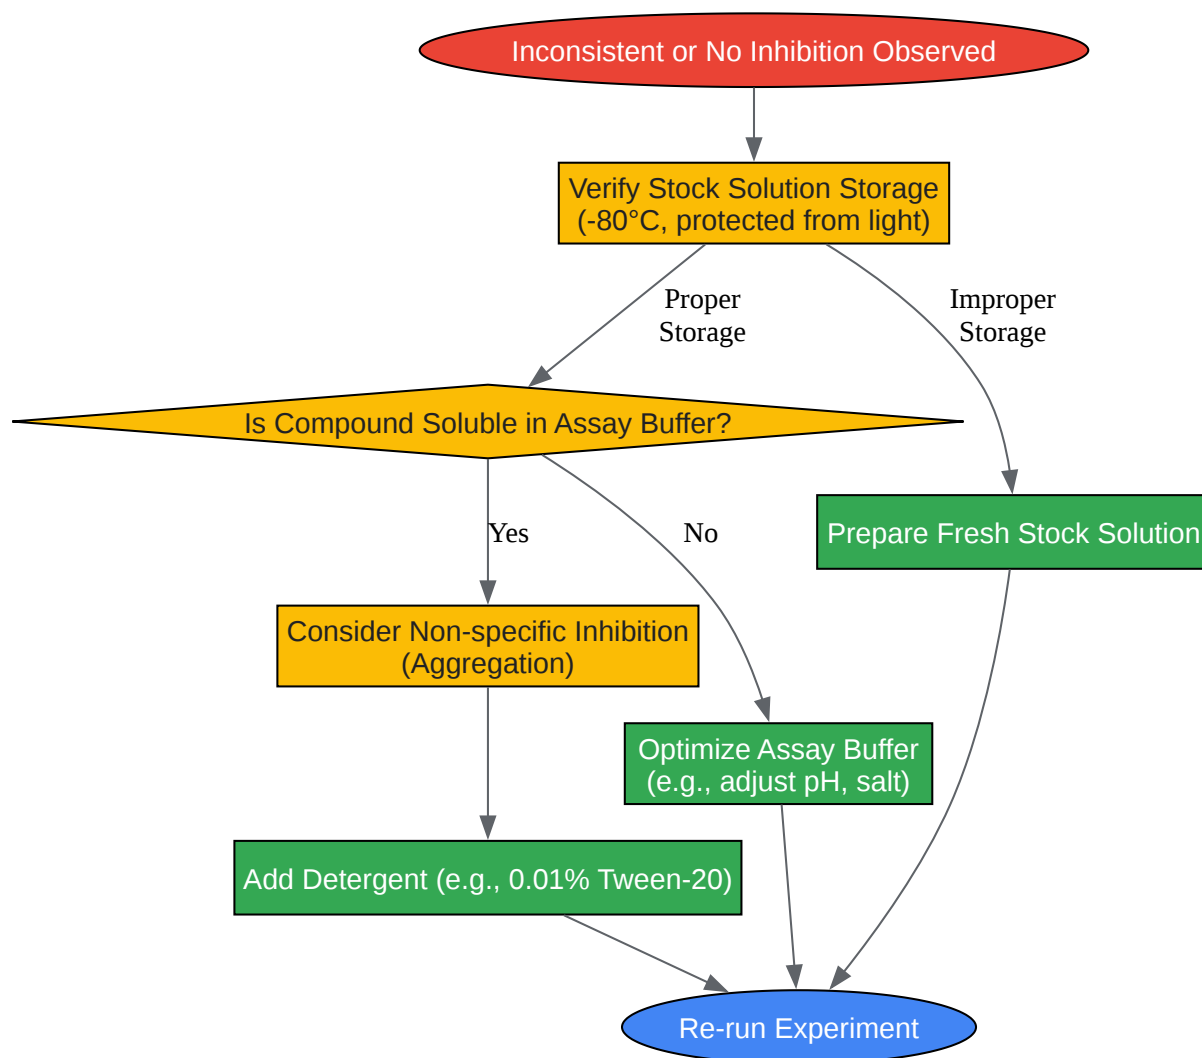 Inconsistent or No Inhibition Observed
Verify Stock Solution Storage
(-80°C, protected from light)
Proper
Storage
Improper
Storage
Is Compound Soluble in Assay Buffer?
Yes
No
Prepare Fresh Stock Solution
Consider Non-specific Inhibition
(Aggregation)
Optimize Assay Buffer
(e.g., adjust pH, salt)
Add Detergent (e.g., 0.01% Tween-20)
Re-run Experiment